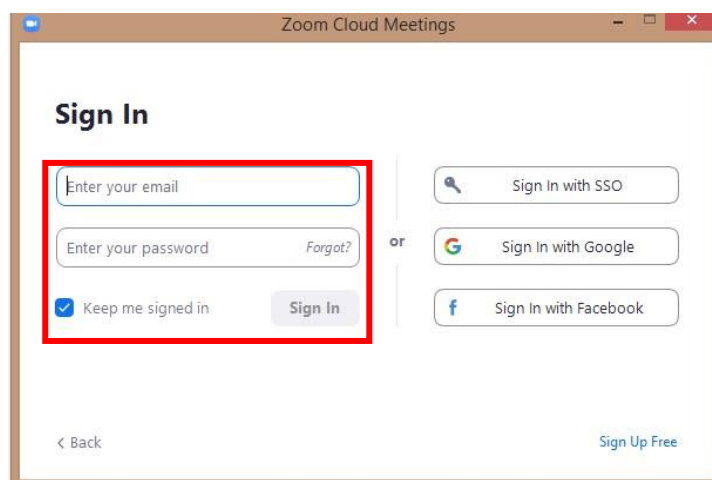 Zoom Cloud Meetings
Sign In
Enter your email
Enter your password Forgot?
Keep me signed in Sign In
or
Sign In with SSO
Sign In with Google
Sign In with Facebook
< Back
Sign Up Free